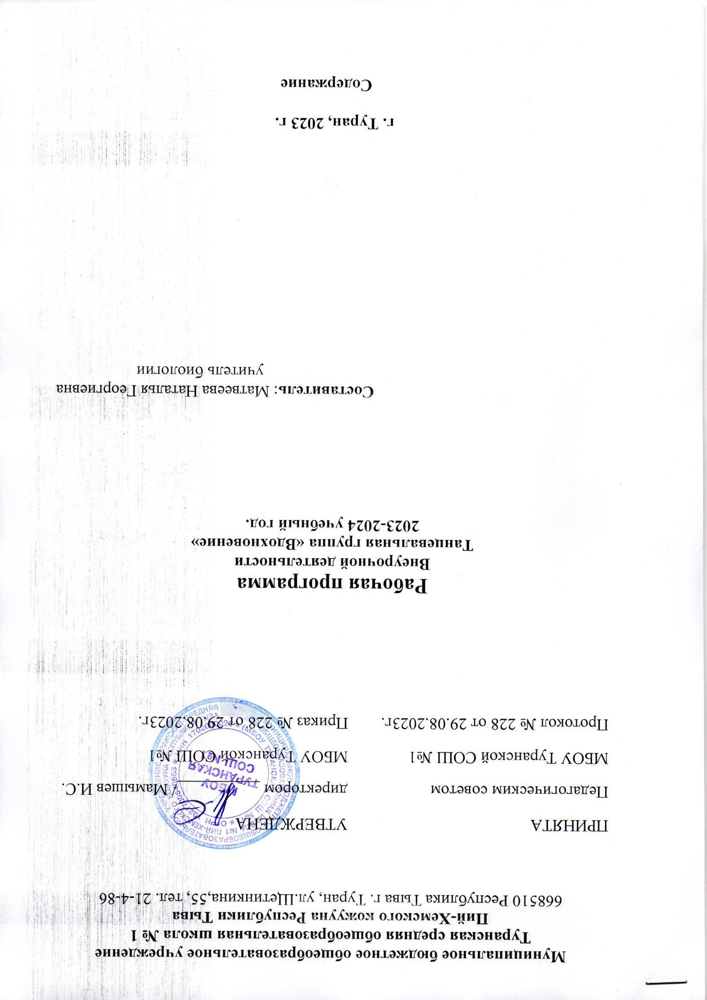 Муниципальное бюджетное общеобразовательное учреждение
Туранская средняя общеобразовательная школа № 1
Пий-Хемского кожууна Республики Тыва
668510 Республика Тыва г. Туран, ул.Щетинкина,55, тел. 21-4-86
ПРИНЯТА УТВЕРЖДЕНА
Педагогическим советом директором / Мамышев И.С.
МБОУ Туранской СОШ №1 МБОУ Туранской СОШ №1
Протокол № 228 от 29.08.2023г. Приказ № 228 от 29.08.2023г.
МБОУ
ТУРАНСКАЯ
СОШ №1
Рабочая программа
Внеурочной деятельности
Танцевальная группа «Вдохновение»
2023-2024 учебный год.
Составитель: Матвеева Наталья Георгиевна
учитель биологии
г. Туран, 2023 г.
Содержание